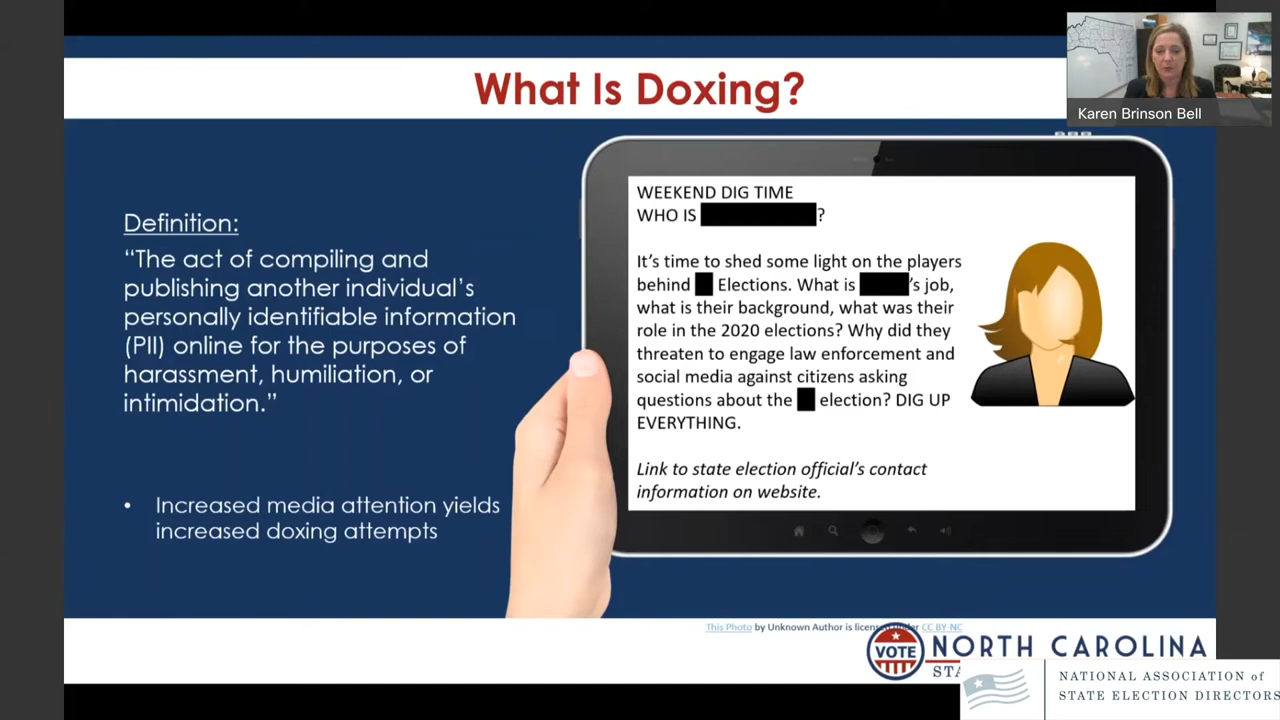 What Is Doxing?
Karen Brinson Bell
Definition:
“The act of compiling and
publishing another individual’s
personally identifiable information
(PII) online for the purposes of
harassment, humiliation, or
intimidation.”
• Increased media attention yields
increased doxing attempts
WEEKEND DIG TIME
WHO IS ?
It’s time to shed some light on the players
behind Elections. What is ’s job,
what is their background, what was their
role in the 2020 elections? Why did they
threaten to engage law enforcement and
social media against citizens asking
questions about the election? DIG UP
EVERYTHING.
Link to state election official’s contact
information on website.
This Photo by Unknown Author is licensed under CC BY-NC
VOTE
NORTH CAROLINA
NATIONAL ASSOCIATION of
STATE ELECTION DIRECTORS